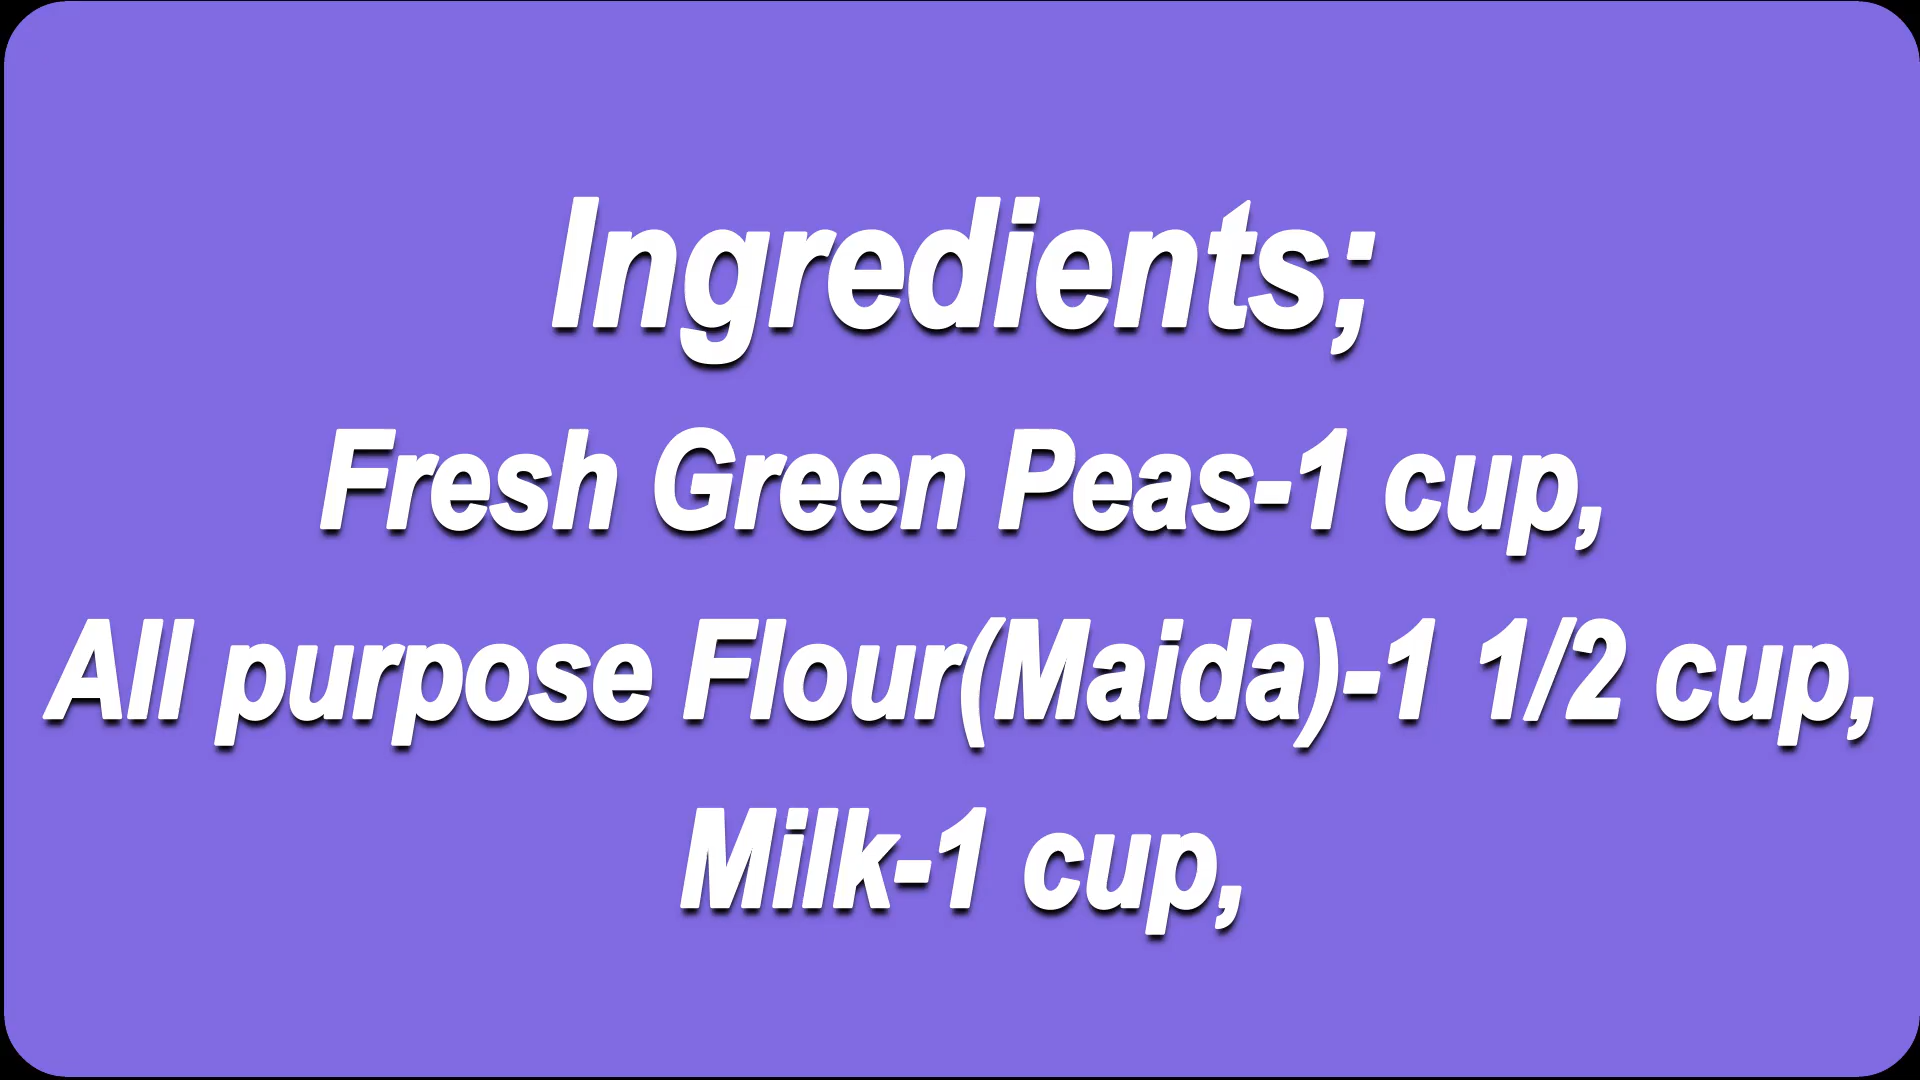 Ingredients;
Fresh Green Peas-1 cup,
All purpose Flour(Maida)-1 1/2 cup,
Milk-1 cup,